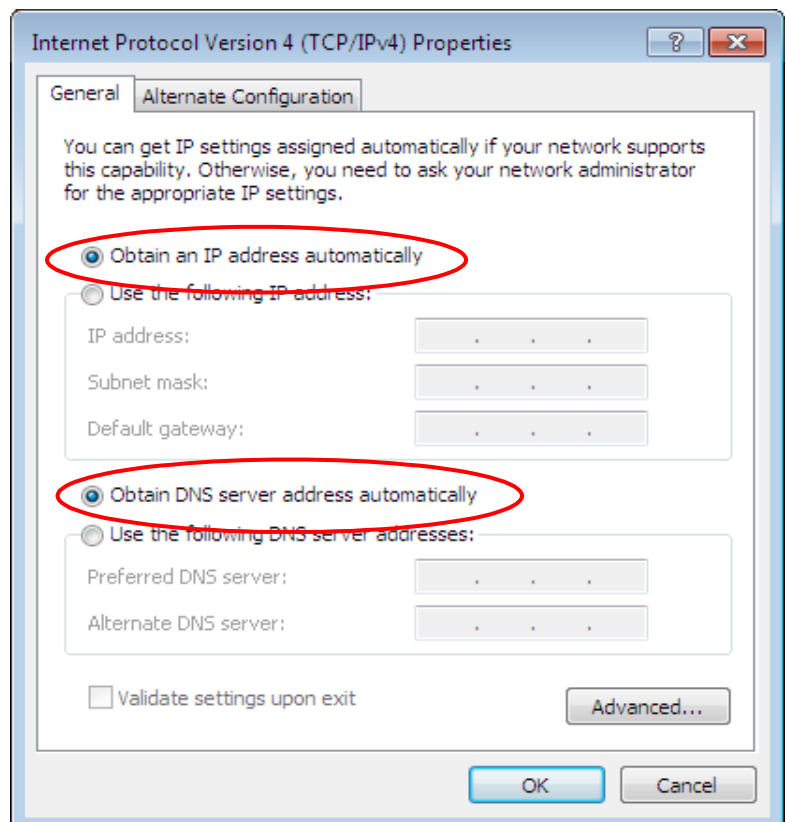 Internet Protocol Version 4 (TCP/IPv4) Properties
General
Alternate Configuration
You can get IP settings assigned automatically if your network supports
this capability. Otherwise, you need to ask your network administrator
for the appropriate IP settings.
Obtain an IP address automatically
Use the following IP address:
IP address:
Subnet mask:
Default gateway:
Obtain DNS server address automatically
Use the following DNS server addresses:
Preferred DNS server:
Alternate DNS server:
Validate settings upon exit
Advanced...
OK
Cancel